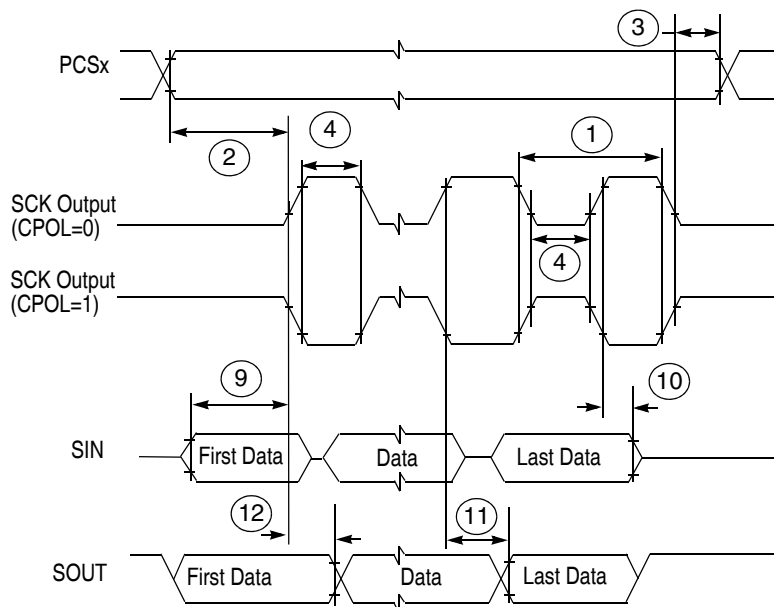 3
PCSx
2
4
1
SCK Output
(CPOL=0)
4
SCK Output
(CPOL=1)
9
10
SIN
First Data
Data
Last Data
12
11
SOUT
First Data
Data
Last Data